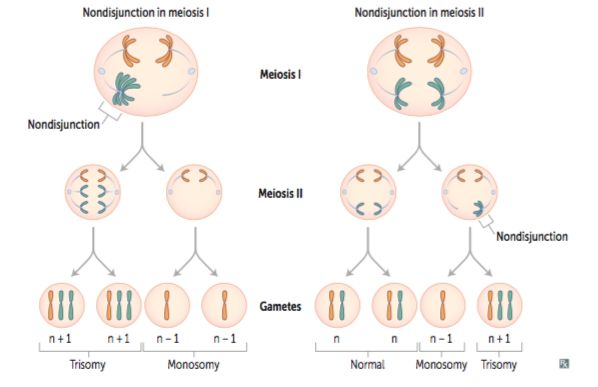 Nondisjunction in meiosis I
Nondisjunction in meiosis II
Meiosis I
Nondisjunction
Meiosis II
Nondisjunction
Gametes
n + 1 n + 1 n − 1 n − 1
n n n − 1 n + 1
Trisomy Monosomy
Normal Monosomy Trisomy
Rx